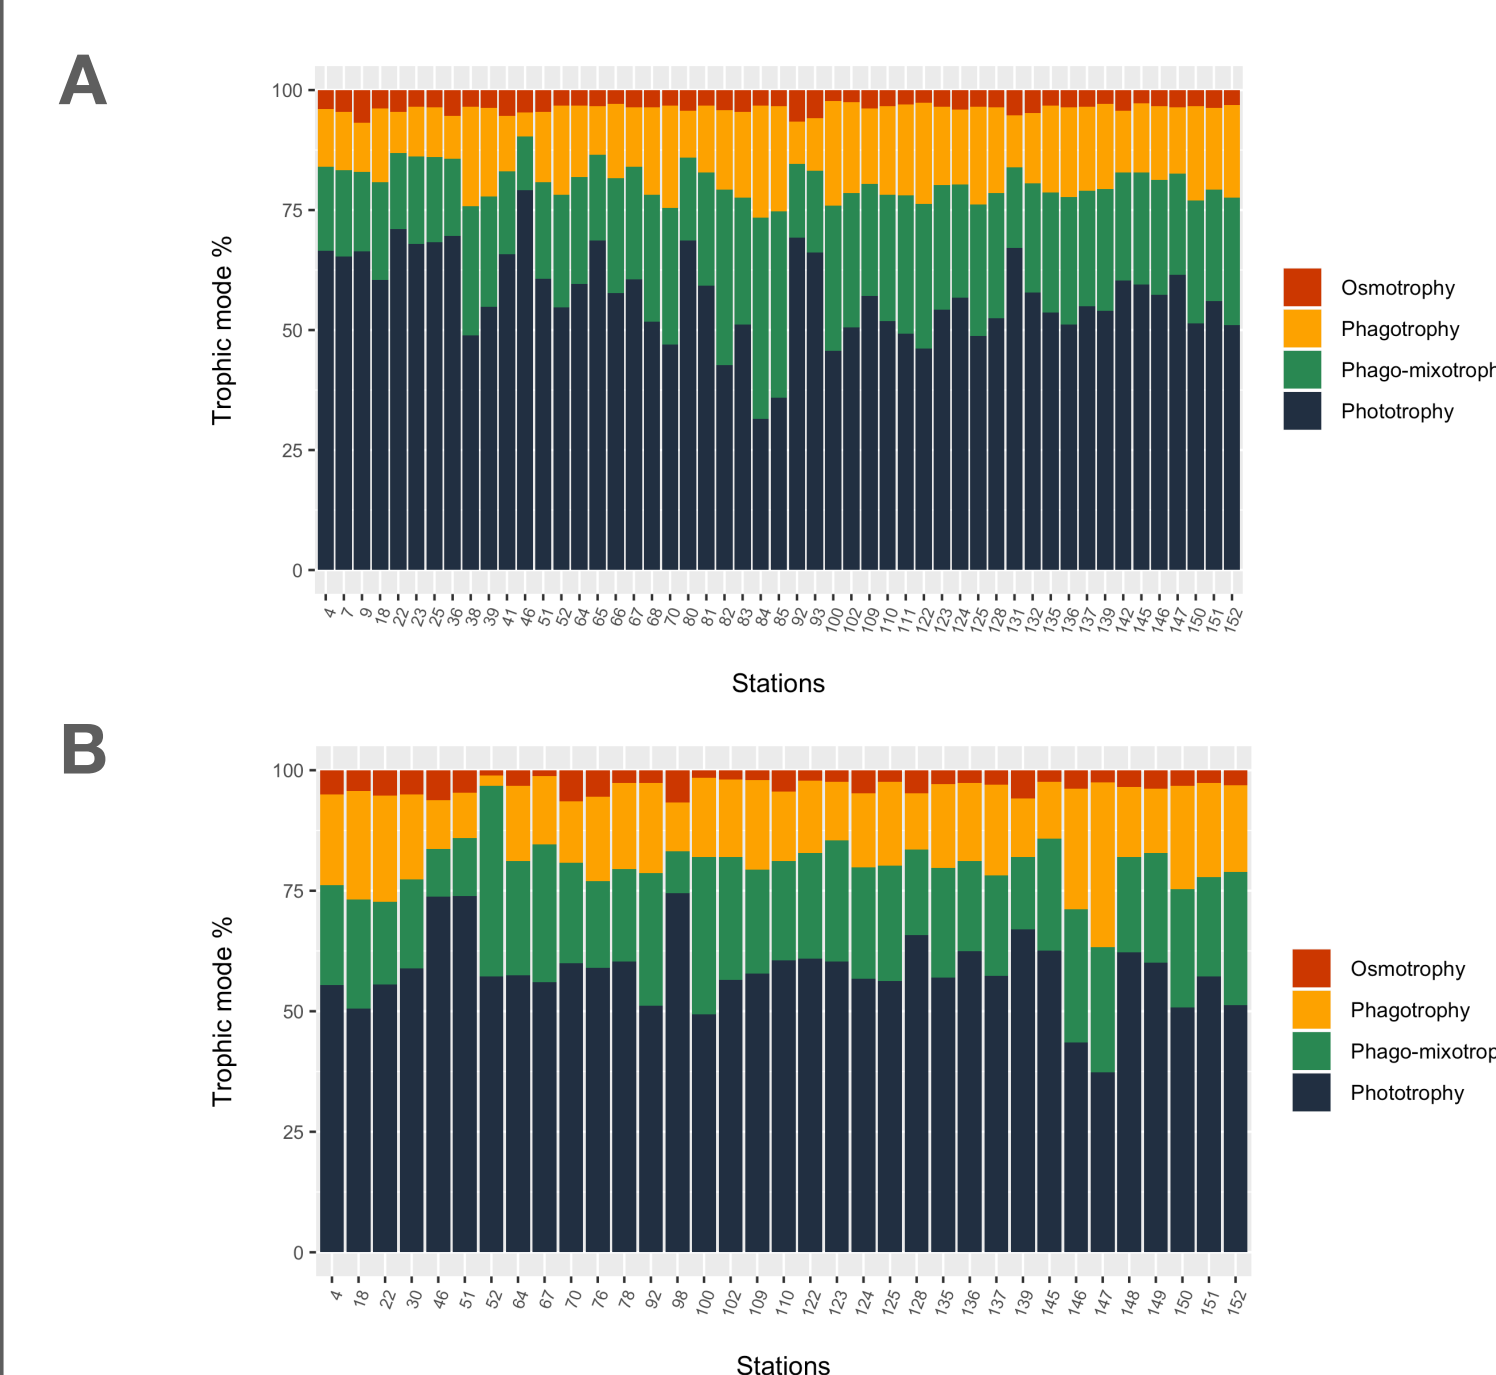 A
100
75
50
25
0
Trophic mode %
4 7 9 18 22 23 25 36 38 39 41 46 51 52 64 65 66 67 68 70 80 81 82 83 84 85 92 93 100 102 109 110 111 122 123 124 125 128 131 132 135 136 137 139 142 145 146 147 150 151 152
Stations
Osmotrophy
Phagotrophy
Phago-mixotroph
Phototrophy
B
100
75
50
25
0
Trophic mode %
4 18 22 30 46 51 52 64 67 70 76 78 92 98 100 102 109 110 122 123 124 125 128 135 136 137 139 145 146 147 148 149 150 151 152
Stations
Osmotrophy
Phagotrophy
Phago-mixotrop
Phototrophy